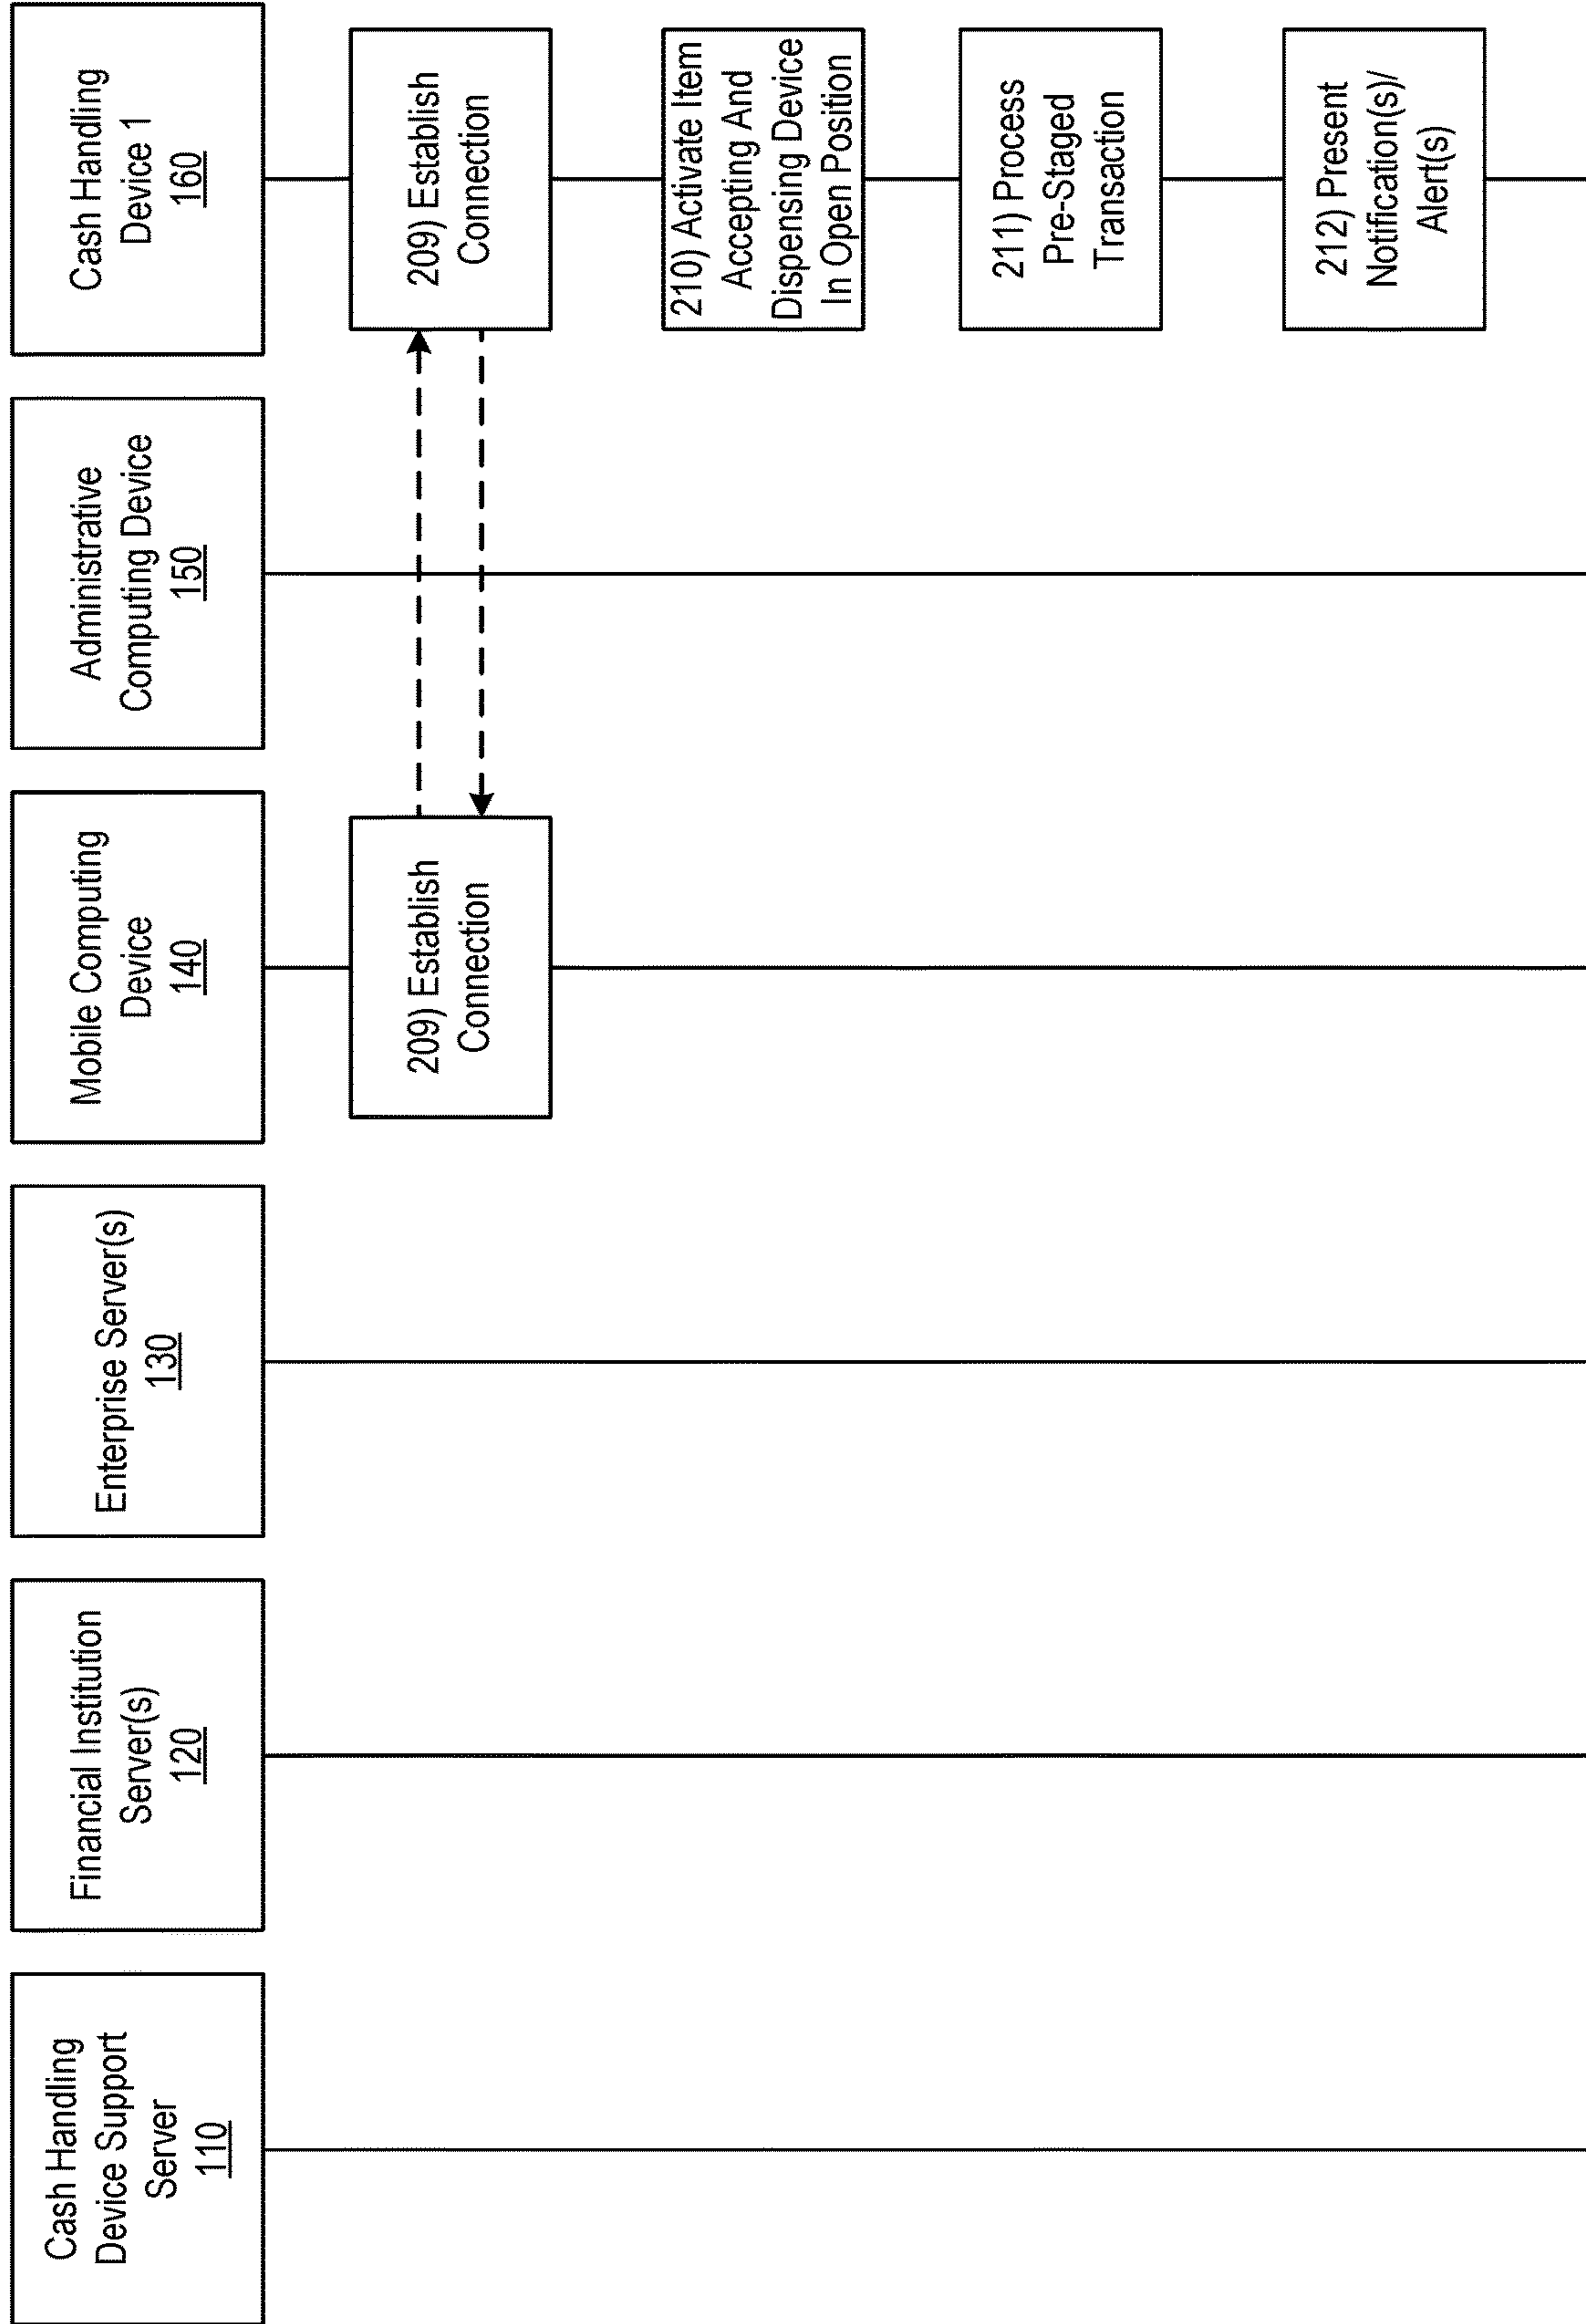 Cash Handling
Device Support
Server
110
Financial Institution
Server(s)
120
Enterprise Server(s)
130
Mobile Computing
Device
140
Administrative
Computing Device
150
Cash Handling
Device 1
160
209) Establish
Connection
209) Establish
Connection
210) Activate Item
Accepting And
Dispensing Device
In Open Position
211) Process
Pre-Staged
Transaction
212) Present
Notification(s)/
Alert(s)